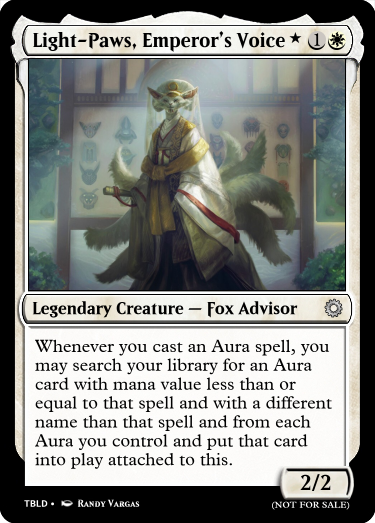 Light-Paws, Emperor's Voice ★ 1
Legendary Creature — Fox Advisor
Whenever you cast an Aura spell, you
may search your library for an Aura
card with mana value less than or
equal to that spell and with a different
name than that spell and from each
Aura you control and put that card
into play attached to this.
2/2
TBLD • Randy Vargas
(NOT FOR SALE)